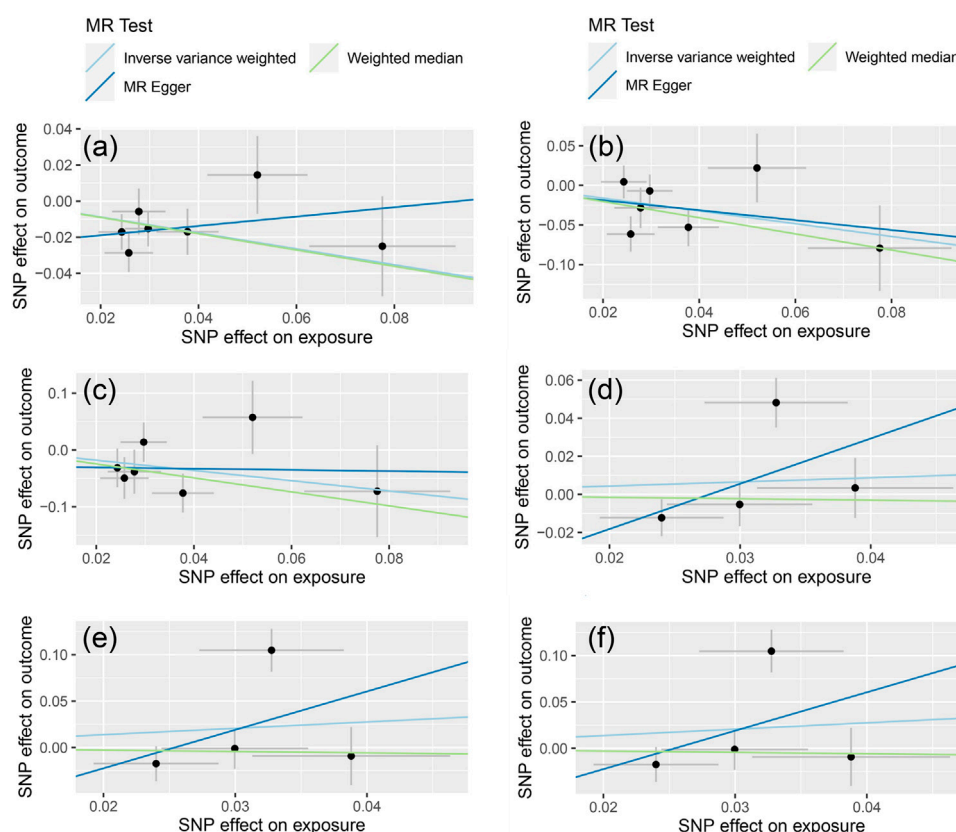 MR Test
Inverse variance weighted
Weighted median
MR Egger
MR Test
Inverse variance weighted
Weighted median
MR Egger
(a)
SNP effect on outcome
0.04
0.02
0.00
−0.02
−0.04
0.02
0.04
0.06
0.08
SNP effect on exposure
(b)
SNP effect on outcome
0.05
0.00
−0.05
−0.10
0.02
0.04
0.06
0.08
SNP effect on exposure
(c)
SNP effect on outcome
0.1
0.0
−0.1
0.02
0.04
0.06
0.08
SNP effect on exposure
(d)
SNP effect on outcome
0.06
0.04
0.02
0.00
−0.02
0.02
0.03
0.04
SNP effect on exposure
(e)
SNP effect on outcome
0.10
0.05
0.00
0.02
0.03
0.04
SNP effect on exposure
(f)
SNP effect on outcome
0.10
0.05
0.00
0.02
0.03
0.04
SNP effect on exposure